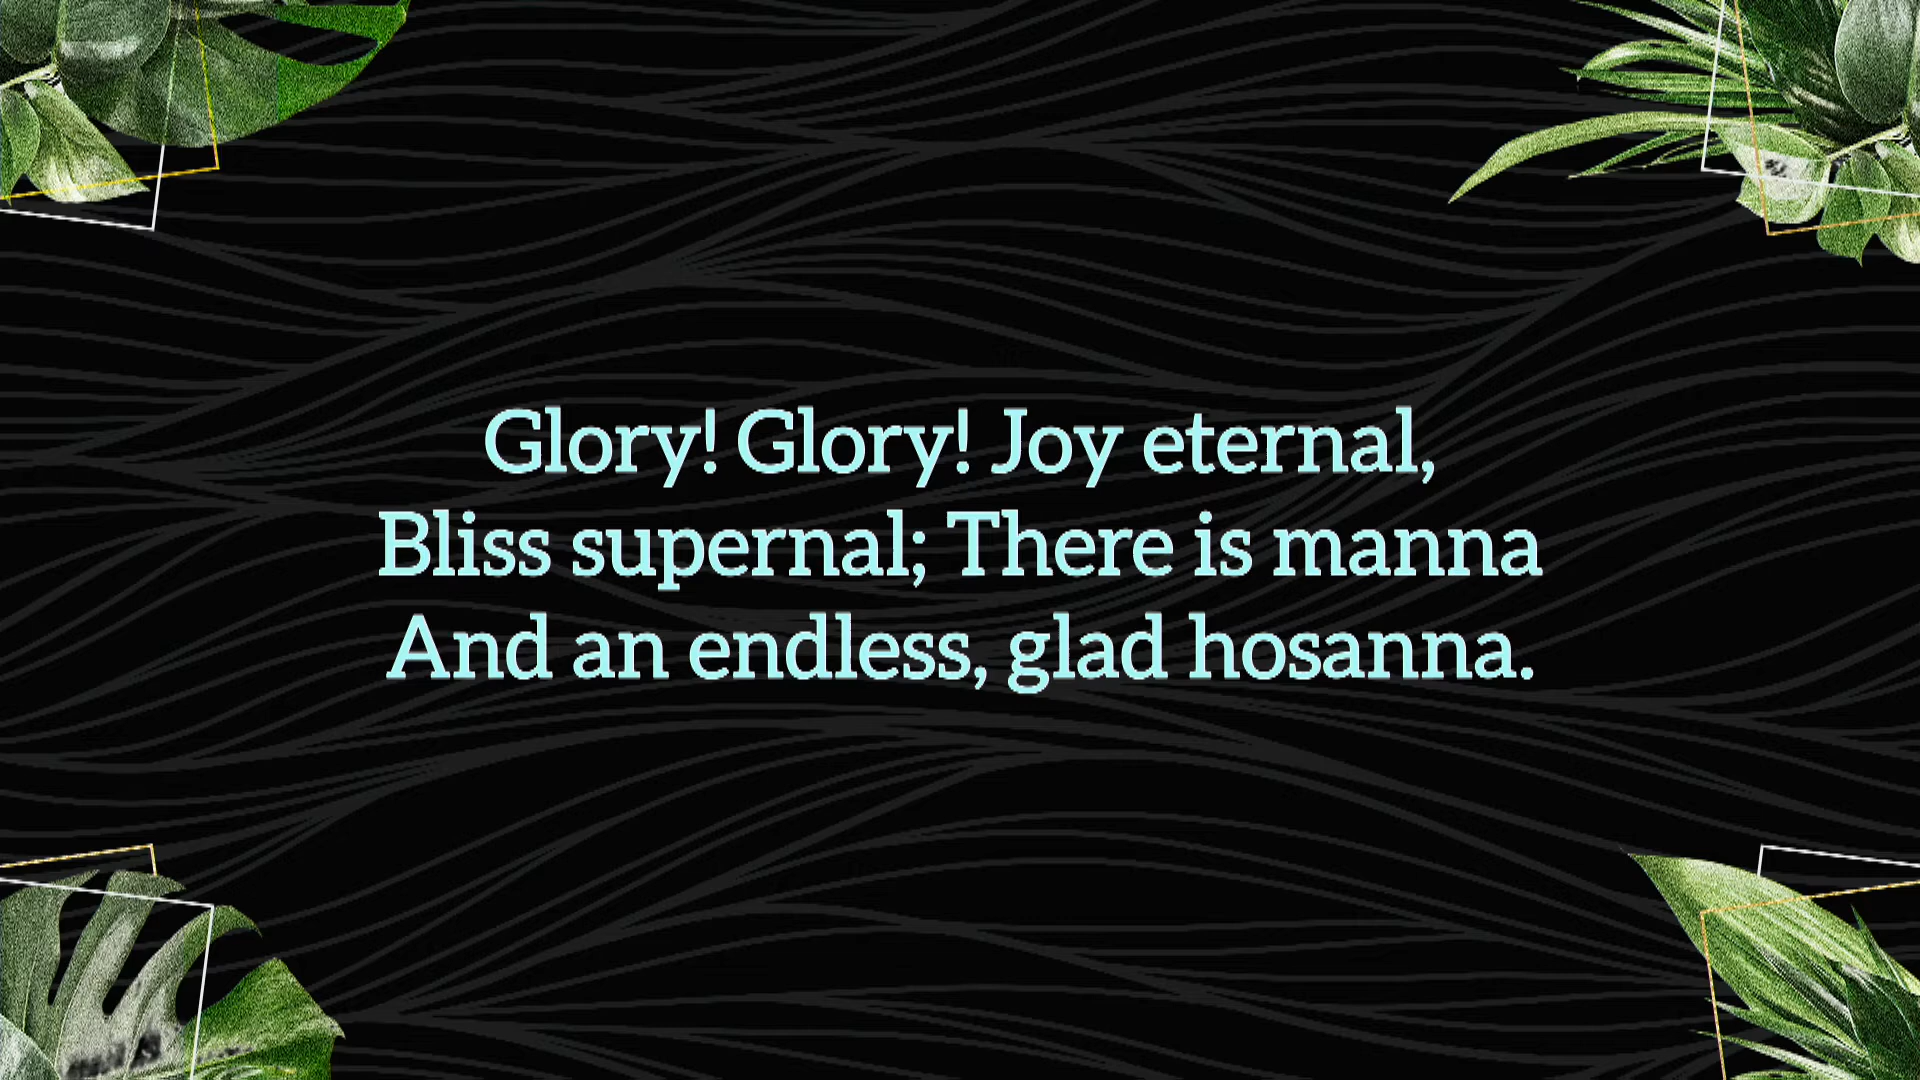 Glory! Glory! Joy eternal,
Bliss supernal; There is manna
And an endless, glad hosanna.